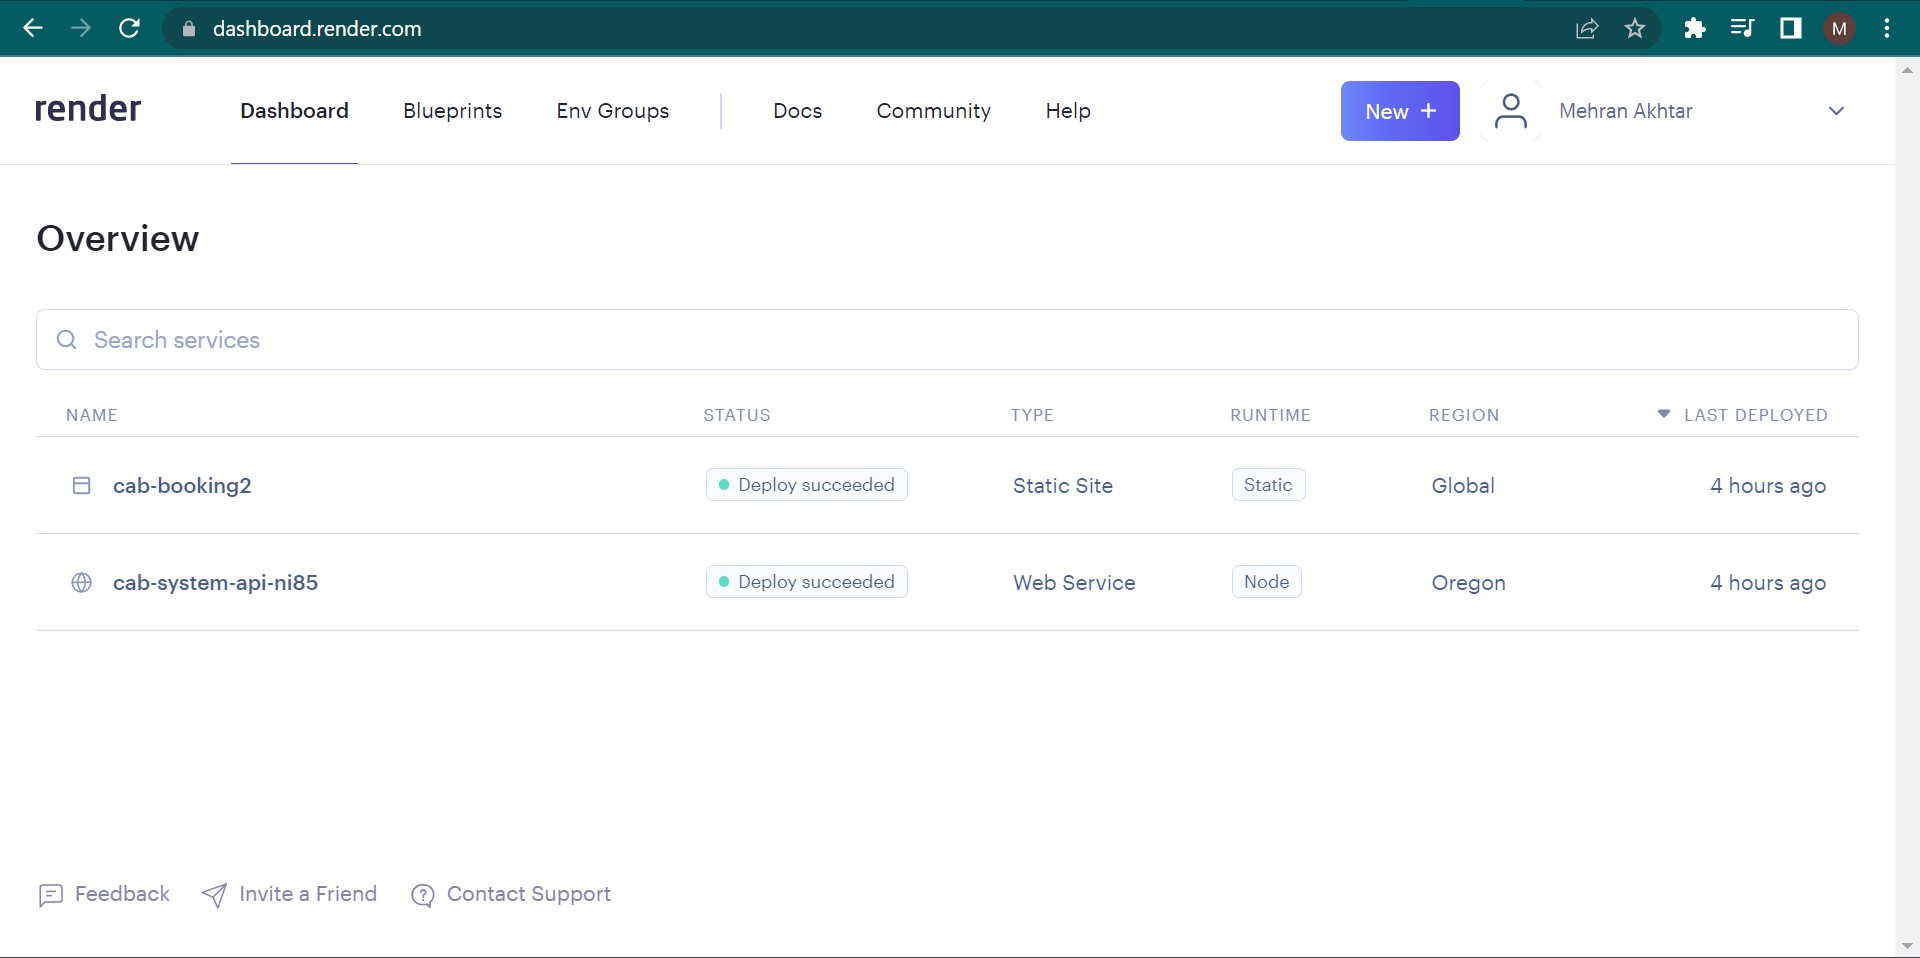 dashboard.render.com
M
render
Dashboard Blueprints Env Groups Docs Community Help New + Mehran Akhtar
Overview
Search services
NAME STATUS TYPE RUNTIME REGION LAST DEPLOYED
cab-booking2 Deploy succeeded Static Site Static Global 4 hours ago
cab-system-api-ni85 Deploy succeeded Web Service Node Oregon 4 hours ago
Feedback Invite a Friend Contact Support